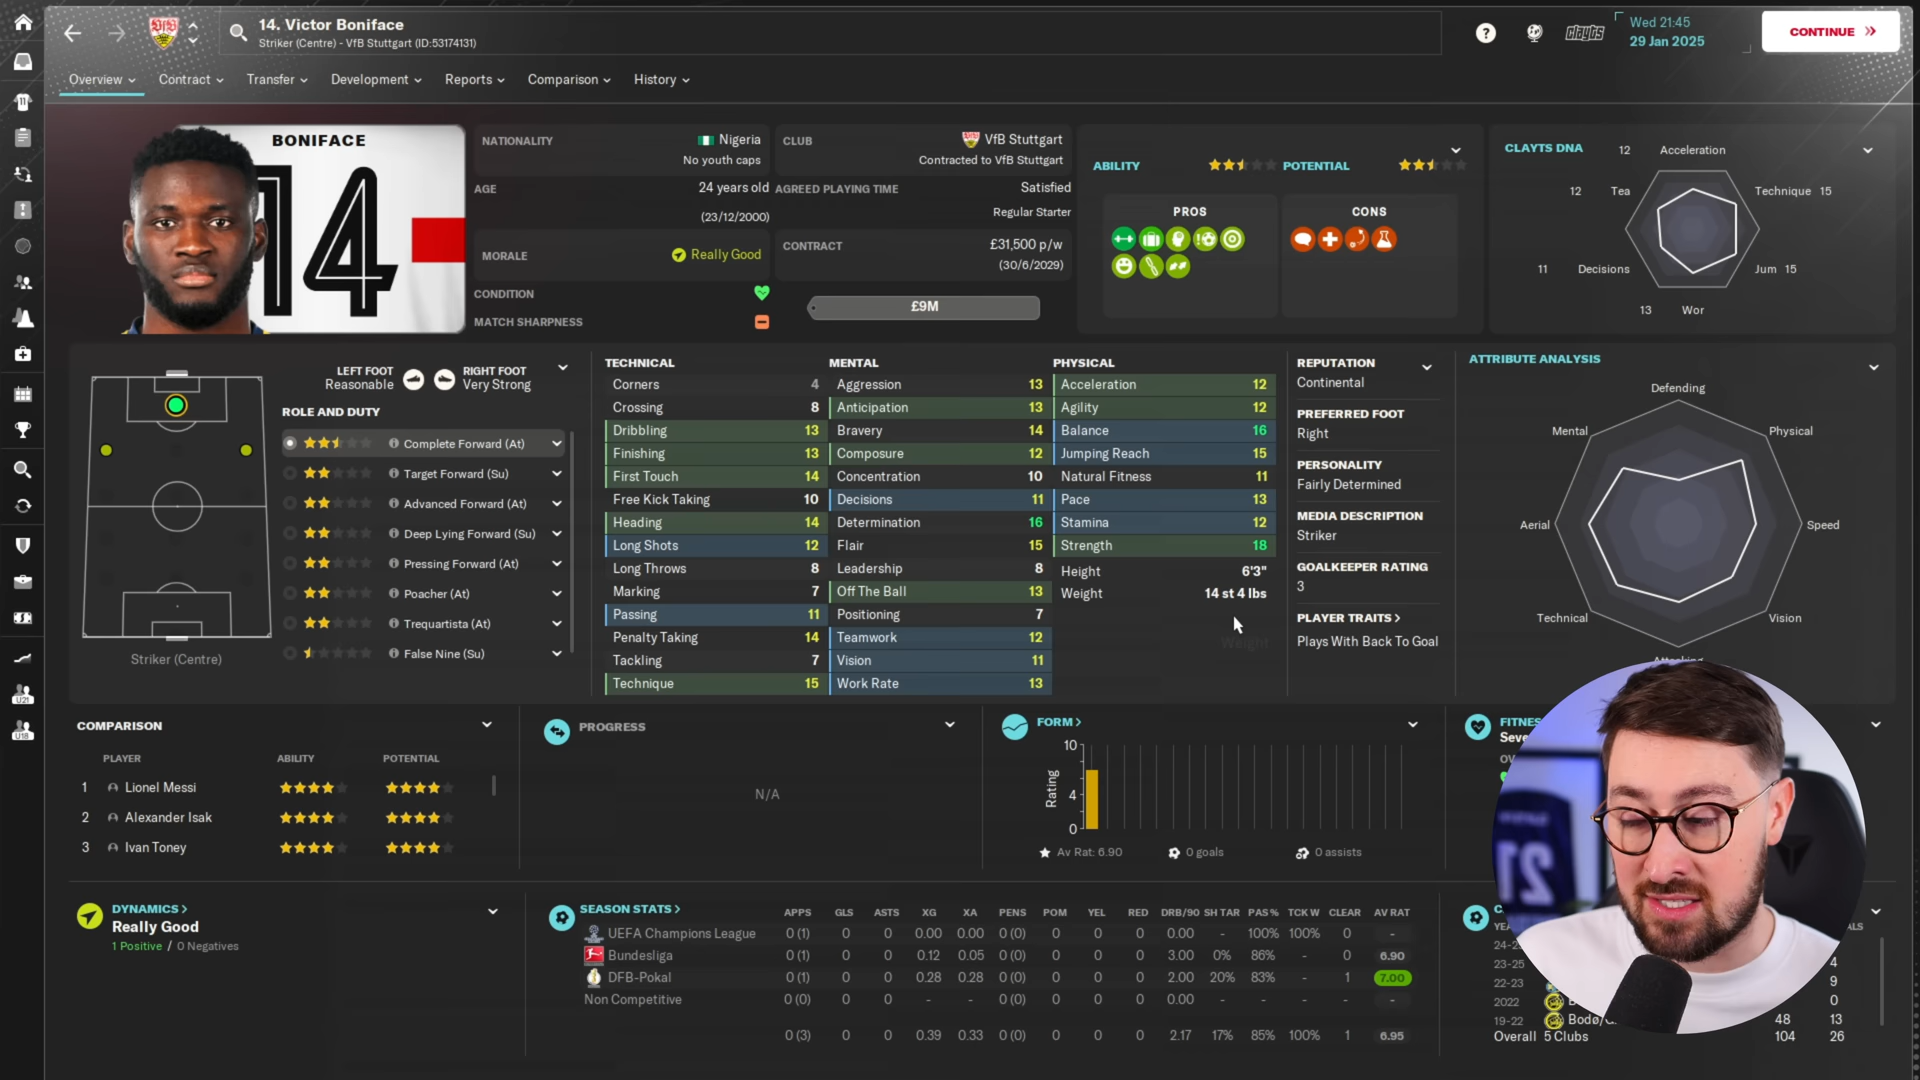 14. Victor Boniface
Striker (Centre) - VfB Stuttgart (ID:53174131)
clayts
Wed 21:45
29 Jan 2025
CONTINUE
Overview
Contract
Transfer
Development
Reports
Comparison
History
BONIFACE
14
NATIONALITY
Nigeria
No youth caps
AGE
24 years old
(23/12/2000)
MORALE
Really Good
CONDITION
MATCH SHARPNESS
CLUB
VfB Stuttgart
Contracted to VfB Stuttgart
AGREED PLAYING TIME
Satisfied
Regular Starter
CONTRACT
£31,500 p/w
(30/6/2029)
£9M
ABILITY
POTENTIAL
PROS
CONS
CLAYTS DNA
12 Acceleration
12 Tea
Technique 15
11 Decisions
Jum 15
13 Wor
LEFT FOOT
Reasonable
RIGHT FOOT
Very Strong
ROLE AND DUTY
Complete Forward (At)
Target Forward (Su)
Advanced Forward (At)
Deep Lying Forward (Su)
Pressing Forward (At)
Poacher (At)
Trequartista (At)
False Nine (Su)
Striker (Centre)
TECHNICAL
Corners 4
Crossing 8
Dribbling 13
Finishing 13
First Touch 14
Free Kick Taking 10
Heading 14
Long Shots 12
Long Throws 8
Marking 7
Passing 11
Penalty Taking 14
Tackling 7
Technique 15
MENTAL
Aggression 13
Anticipation 13
Bravery 14
Composure 12
Concentration 10
Decisions 11
Determination 16
Flair 15
Leadership 8
Off The Ball 13
Positioning 7
Teamwork 12
Vision 11
Work Rate 13
PHYSICAL
Acceleration 12
Agility 12
Balance 16
Jumping Reach 15
Natural Fitness 11
Pace 13
Stamina 12
Strength 18
Height 6'3"
Weight 14 st 4 lbs
Weight
REPUTATION
Continental
PREFERRED FOOT
Right
PERSONALITY
Fairly Determined
MEDIA DESCRIPTION
Striker
GOALKEEPER RATING
3
PLAYER TRAITS >
Plays With Back To Goal
ATTRIBUTE ANALYSIS
Defending
Mental
Physical
Aerial
Speed
Technical
Vision
COMPARISON
PLAYER ABILITY POTENTIAL
1 Lionel Messi
2 Alexander Isak
3 Ivan Toney
PROGRESS
N/A
FORM >
Rating
10
4
0
Av Rat: 6.90
0 goals
0 assists
DYNAMICS >
Really Good
1 Positive / 0 Negatives
SEASON STATS >
APPS GLS ASTS XG XA PENS POM YEL RED DRB/90 SH TAR PAS% TCK W CLEAR AV RAT
UEFA Champions League 0 (1) 0 0 0.00 0.00 0 (0) 0 0 0 0.00 - 100% 100% 0 -
Bundesliga 0 (1) 0 0 0.12 0.05 0 (0) 0 0 0 3.00 0% 86% - 0 6.90
DFB-Pokal 0 (1) 0 0 0.28 0.28 0 (0) 0 0 0 2.00 20% 83% - 1 7.00
Non Competitive 0 (0) 0 0 - - 0 (0) 0 0 0 0.00 - - - - -
0 (3) 0 0 0.39 0.33 0 (0) 0 0 0 2.17 17% 85% 100% 1 6.95
23-25 4
22-23 9
2022 0
19-22 48 13
Overall 5 Clubs 104 26
U21
U18
21